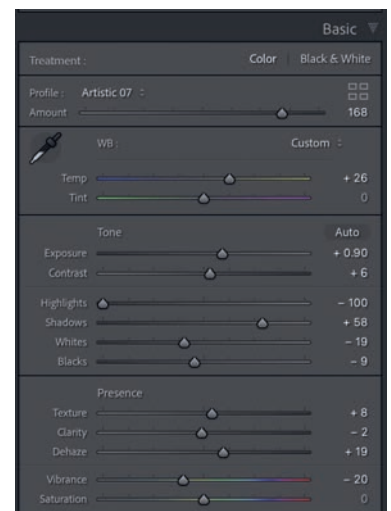 Basic
Treatment : Color Black & White
Profile : Artistic 07
Amount 168
WB : Custom
Temp + 26
Tint 0
Tone Auto
Exposure + 0.90
Contrast + 6
Highlights – 100
Shadows + 58
Whites – 19
Blacks – 9
Presence
Texture + 8
Clarity – 2
Dehaze + 19
Vibrance – 20
Saturation 0